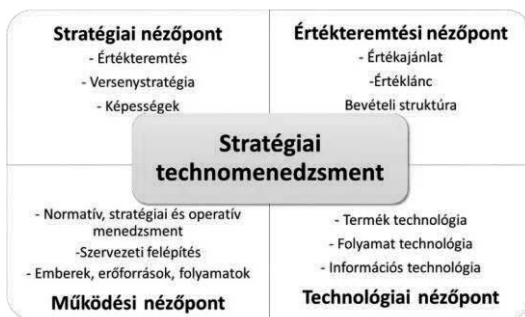 Stratégiai nézőpont
- Értékteremtés
- Versenystratégia
- Képességek
Értékteremtési nézőpont
- Értékajánlat
-Értéklánc
Bevételi struktúra
Stratégiai
technomenedzsment
- Normatív, stratégiai és operatív
menedzsment
-Szervezeti felépítés
- Emberek, erőforrások, folyamatok
Működési nézőpont
- Termék technológia
- Folyamat technológia
- Információs technológia
Technológiai nézőpont